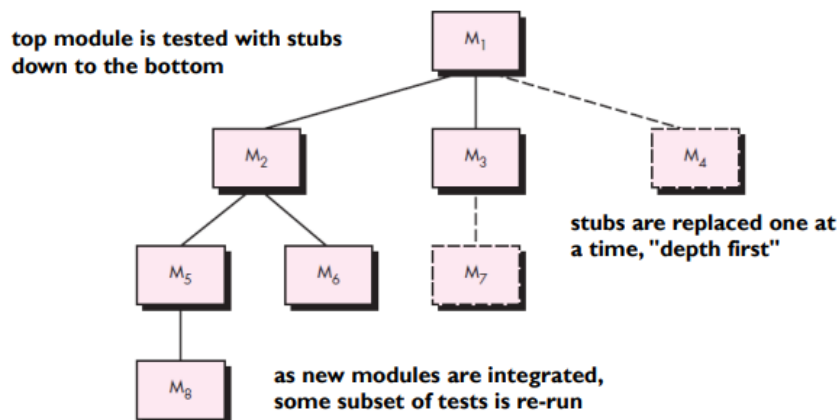 top module is tested with stubs
down to the bottom
M₁
M₂
M₃
M₄
stubs are replaced one at
a time, "depth first"
M₅
M₆
M₇
M₈
as new modules are integrated,
some subset of tests is re-run